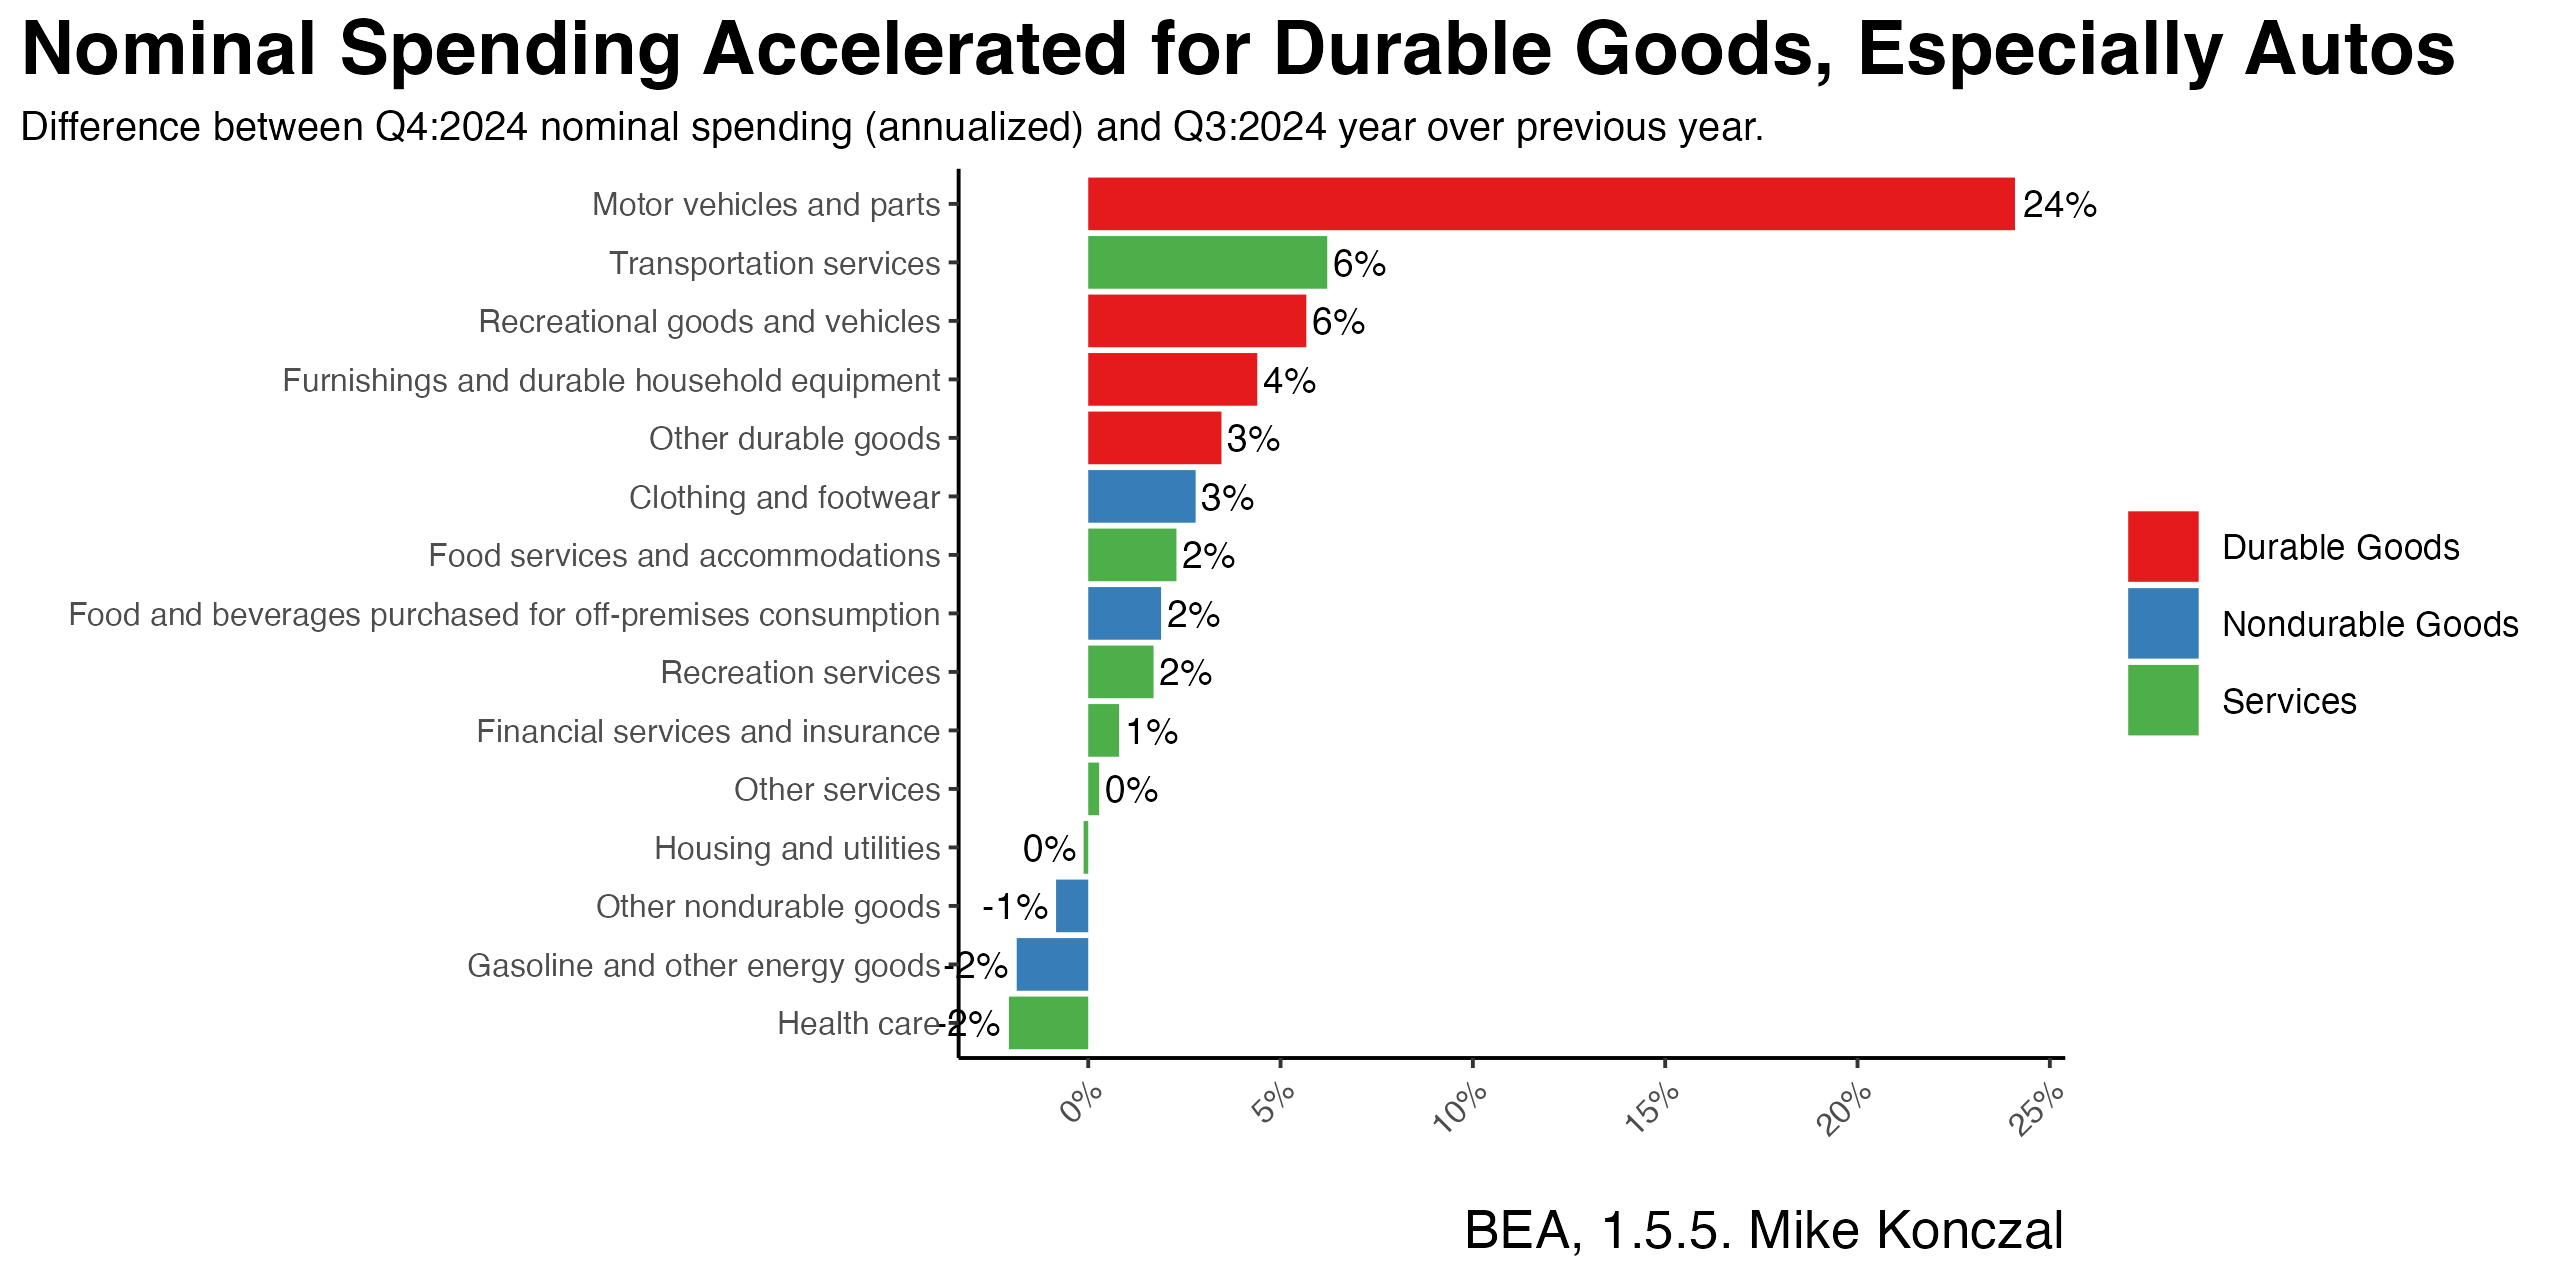 Nominal Spending Accelerated for Durable Goods, Especially Autos
Difference between Q4:2024 nominal spending (annualized) and Q3:2024 year over previous year.
Motor vehicles and parts 24%
Transportation services 6%
Recreational goods and vehicles 6%
Furnishings and durable household equipment 4%
Other durable goods 3%
Clothing and footwear 3%
Food services and accommodations 2%
Food and beverages purchased for off-premises consumption 2%
Recreation services 2%
Financial services and insurance 1%
Other services 0%
Housing and utilities 0%
Other nondurable goods -1%
Gasoline and other energy goods -2%
Health care -2%
0% 5% 10% 15% 20% 25%
Durable Goods
Nondurable Goods
Services
BEA, 1.5.5. Mike Konczal